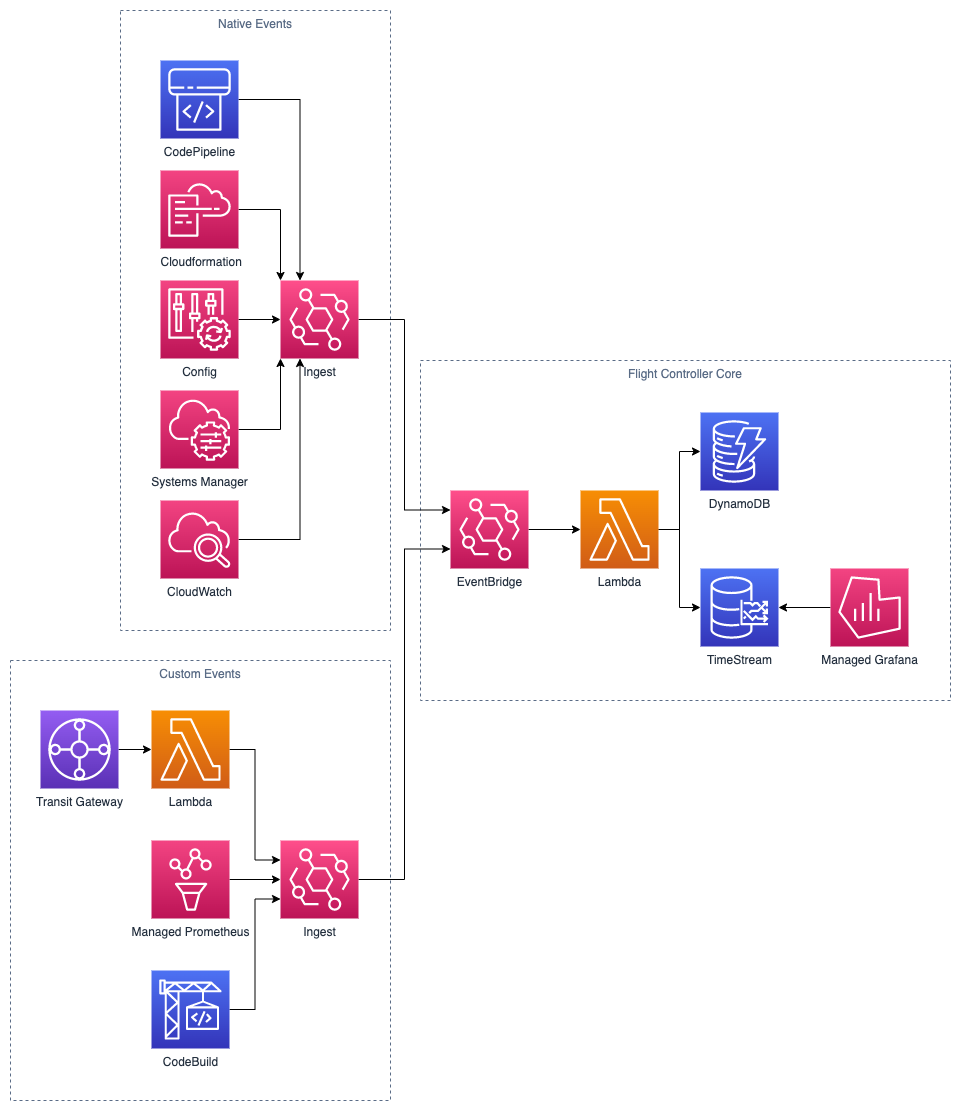 Native Events
CodePipeline
Cloudformation
Config
Ingest
Systems Manager
CloudWatch
Flight Controller Core
DynamoDB
EventBridge
Lambda
TimeStream
Managed Grafana
Custom Events
Transit Gateway
Lambda
Managed Prometheus
Ingest
CodeBuild